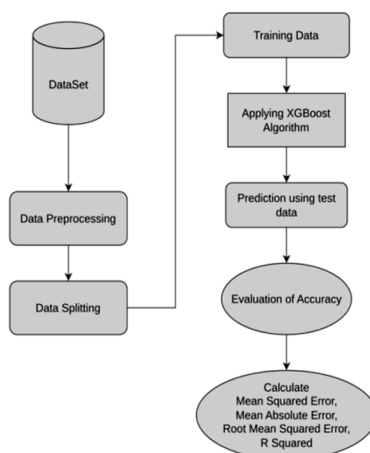 DataSet
Data Preprocessing
Data Splitting
Training Data
Applying XGBoost
Algorithm
Prediction using test
data
Evaluation of Accuracy
Calculate
Mean Squared Error,
Mean Absolute Error,
Root Mean Squared Error,
R Squared